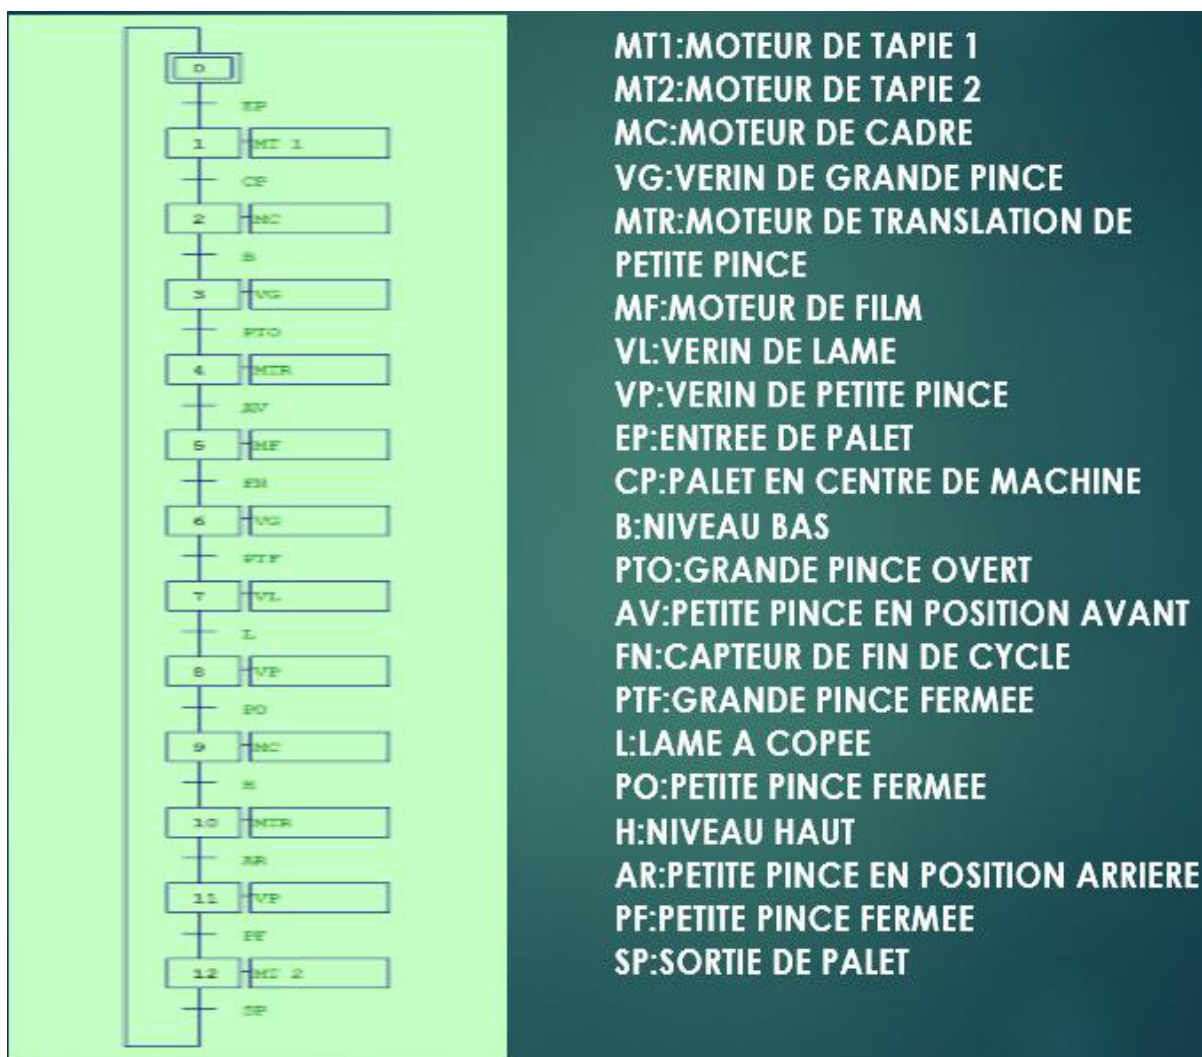 0
EP
1 MT 1
CP
2 MC
B
3 VG
PTO
4 MTR
AV
5 MF
FN
6 VG
PTF
7 VL
L
8 VP
PO
9 MC
H
10 MTR
AR
11 VP
PF
12 MT 2
SP
MT1:MOTEUR DE TAPIE 1
MT2:MOTEUR DE TAPIE 2
MC:MOTEUR DE CADRE
VG:VERIN DE GRANDE PINCE
MTR:MOTEUR DE TRANSLATION DE
PETITE PINCE
MF:MOTEUR DE FILM
VL:VERIN DE LAME
VP:VERIN DE PETITE PINCE
EP:ENTREE DE PALET
CP:PALET EN CENTRE DE MACHINE
B:NIVEAU BAS
PTO:GRANDE PINCE OVERT
AV:PETITE PINCE EN POSITION AVANT
FN:CAPTEUR DE FIN DE CYCLE
PTF:GRANDE PINCE FERMEE
L:LAME A COPEE
PO:PETITE PINCE FERMEE
H:NIVEAU HAUT
AR:PETITE PINCE EN POSITION ARRIERE
PF:PETITE PINCE FERMEE
SP:SORTIE DE PALET